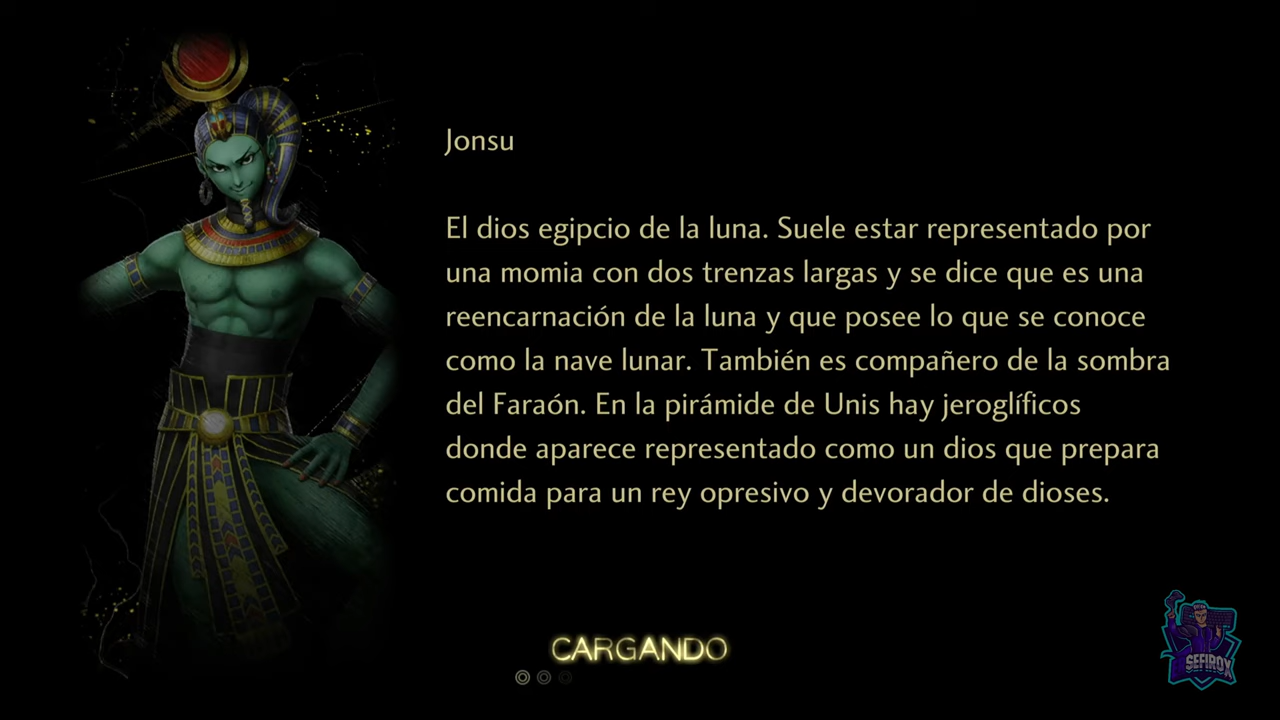 Jonsu
El dios egipcio de la luna. Suele estar representado por
una momia con dos trenzas largas y se dice que es una
reencarnación de la luna y que posee lo que se conoce
como la nave lunar. También es compañero de la sombra
del Faraón. En la pirámide de Unis hay jeroglíficos
donde aparece representado como un dios que prepara
comida para un rey opresivo y devorador de dioses.
CARGANDO
SEFIROX